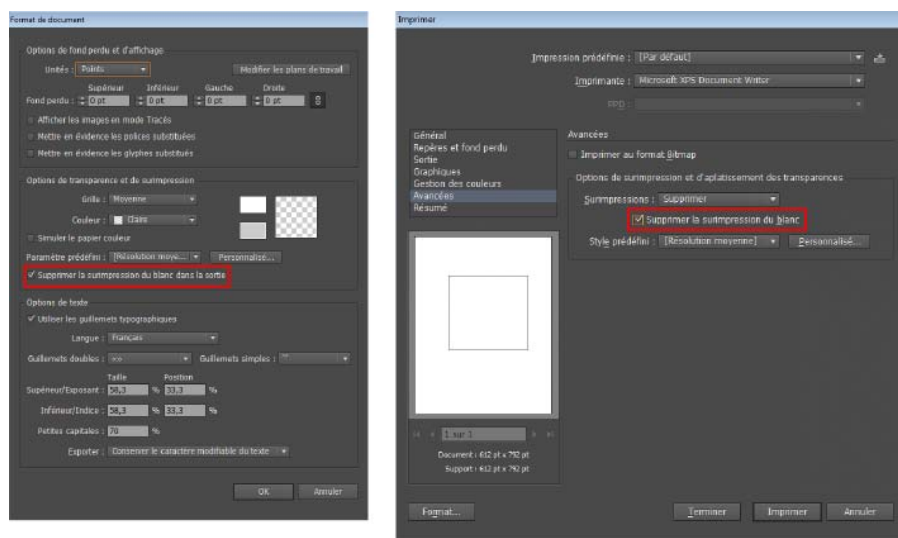 Format de document
Options de fond perdu et d'affichage
Unités : Points
Modifier les plans de travail
Supérieur Inférieur Gauche Droite
Fond perdu : 0 pt 0 pt 0 pt 0 pt
Afficher les images en mode Tracés
Mettre en évidence les polices substituées
Mettre en évidence les glyphes substitués
Options de transparence et de surimpression
Grille : Moyenne
Couleur : Claire
Simuler le papier couleur
Paramètre prédéfini : [Résolution moye... Personnalisé...
Supprimer la surimpression du blanc dans la sortie
Options de texte
Utiliser les guillemets typographiques
Langue : Français
Guillemets doubles : «» Guillemets simples : ‘’
Taille Position
Supérieur/Exposant : 58,3 % 33,3 %
Inférieur/Indice : 58,3 % 33,3 %
Petites capitales : 70 %
Exporter : Conserver le caractère modifiable du texte
OK Annuler
Imprimer
Impression prédéfinie : [Par défaut]
Imprimante : Microsoft XPS Document Writer
PPD :
Général
Repères et fond perdu
Sortie
Graphiques
Gestion des couleurs
Avancées
Résumé
Avancées
Imprimer au format Bitmap
Options de surimpression et d'aplatissement des transparences
Surimpressions : Supprimer
Supprimer la surimpression du blanc
Style prédéfini : [Résolution moyenne] Personnalisé...
1 sur 1
Document : 612 pt x 792 pt
Support : 612 pt x 792 pt
Format... Terminer Imprimer Annuler